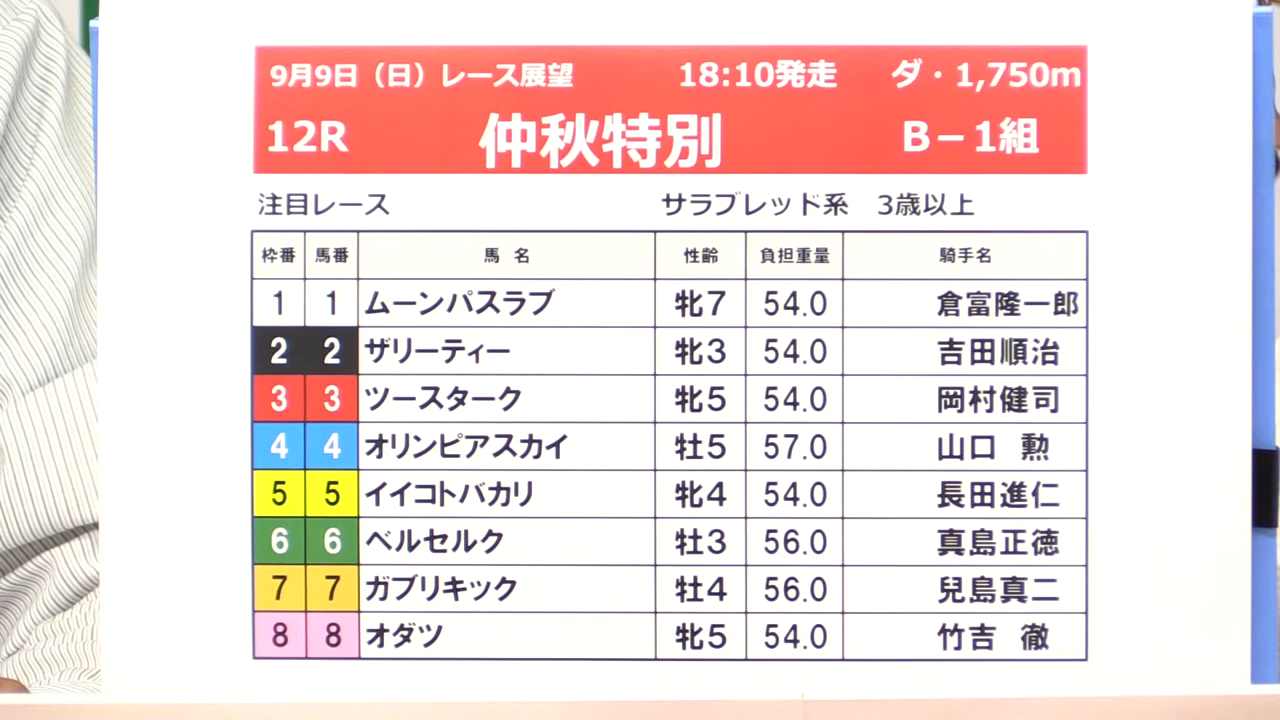 9月9日（日）レース展望 18:10発走 ダ・1,750m
12R 仲秋特別 B－1組
注目レース サラブレッド系 3歳以上
枠番 馬番 馬 名 性齢 負担重量 騎手名
1 1 ムーンパスラブ 牝7 54.0 倉富隆一郎
2 2 ザリーティー 牝3 54.0 吉田順治
3 3 ツースターク 牝5 54.0 岡村健司
4 4 オリンピアスカイ 牡5 57.0 山口 勲
5 5 イイコトバカリ 牝4 54.0 長田進仁
6 6 ベルセルク 牡3 56.0 真島正徳
7 7 ガブリキック 牡4 56.0 兒島真二
8 8 オダツ 牝5 54.0 竹吉 徹